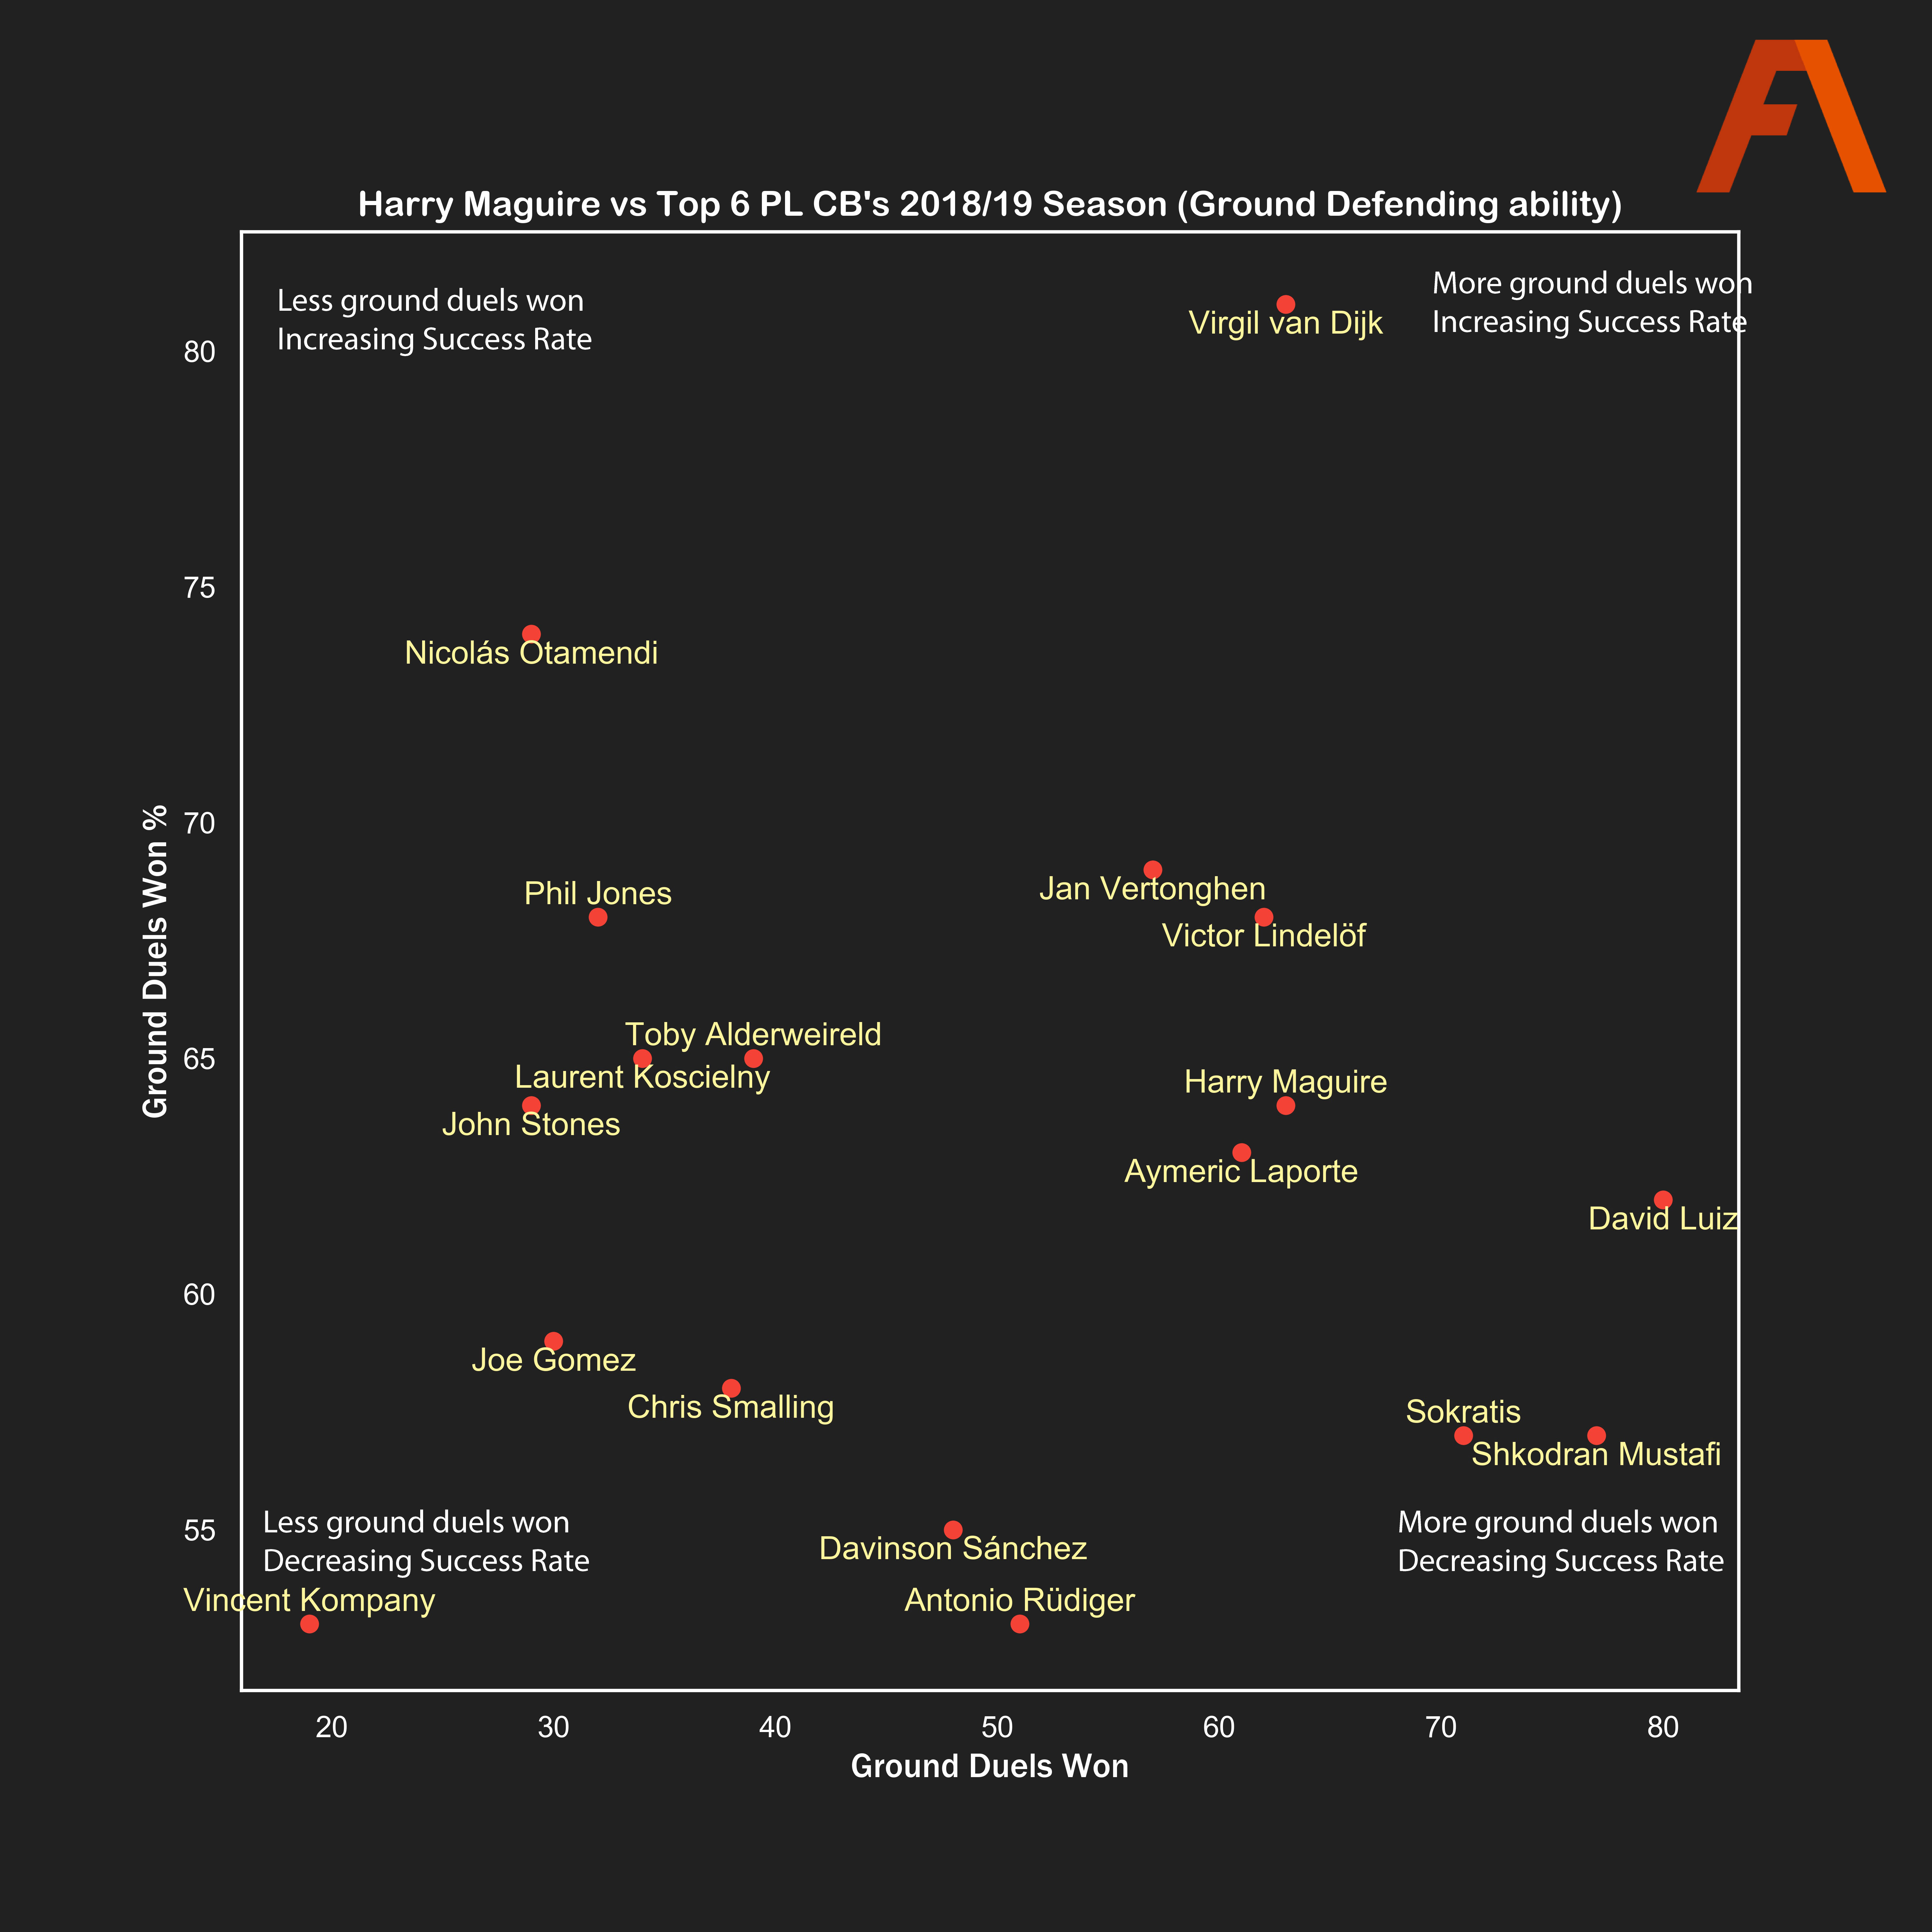 Harry Maguire vs Top 6 PL CB's 2018/19 Season (Ground Defending ability)
Less ground duels won
Increasing Success Rate
More ground duels won
Increasing Success Rate
Virgil van Dijk
Nicolás Otamendi
Phil Jones
Jan Vertonghen
Victor Lindelöf
Toby Alderweireld
Laurent Koscielny
John Stones
Harry Maguire
Aymeric Laporte
David Luiz
Joe Gomez
Chris Smalling
Sokratis
Shkodran Mustafi
Less ground duels won
Decreasing Success Rate
More ground duels won
Decreasing Success Rate
Davinson Sánchez
Vincent Kompany
Antonio Rüdiger
80
75
70
65
60
55
Ground Duels Won %
20 30 40 50 60 70 80
Ground Duels Won